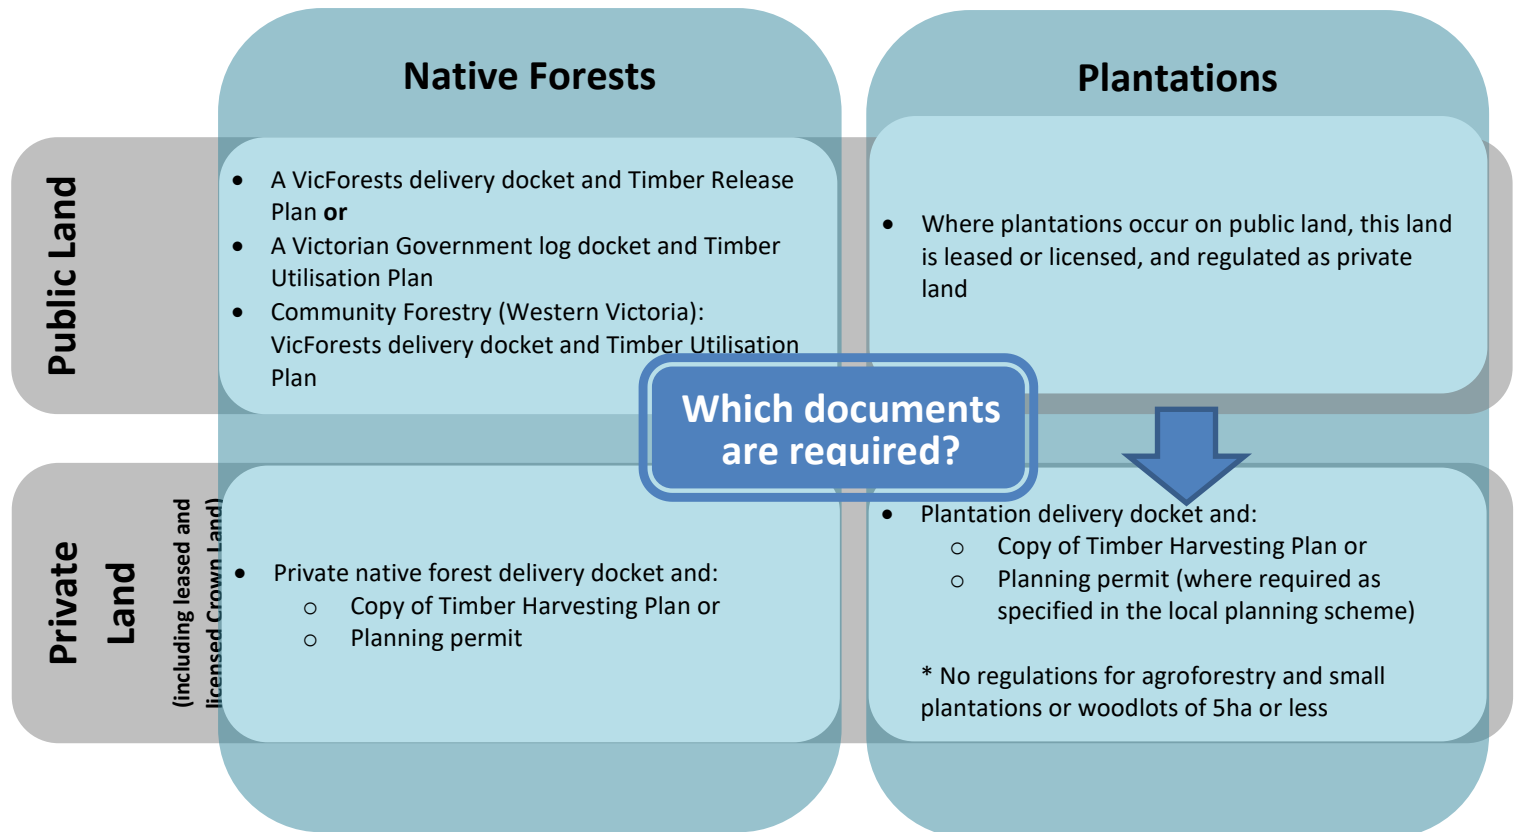 Native Forests
Plantations
Public Land
• A VicForests delivery docket and Timber Release
Plan or
• A Victorian Government log docket and Timber
Utilisation Plan
• Community Forestry (Western Victoria):
VicForests delivery docket and Timber Utilisation
Plan
• Where plantations occur on public land, this land
is leased or licensed, and regulated as private
land
Which documents
are required?
Private
Land
(including leased and
licensed Crown Land)
• Private native forest delivery docket and:
o Copy of Timber Harvesting Plan or
o Planning permit
• Plantation delivery docket and:
o Copy of Timber Harvesting Plan or
o Planning permit (where required as
specified in the local planning scheme)
* No regulations for agroforestry and small
plantations or woodlots of 5ha or less